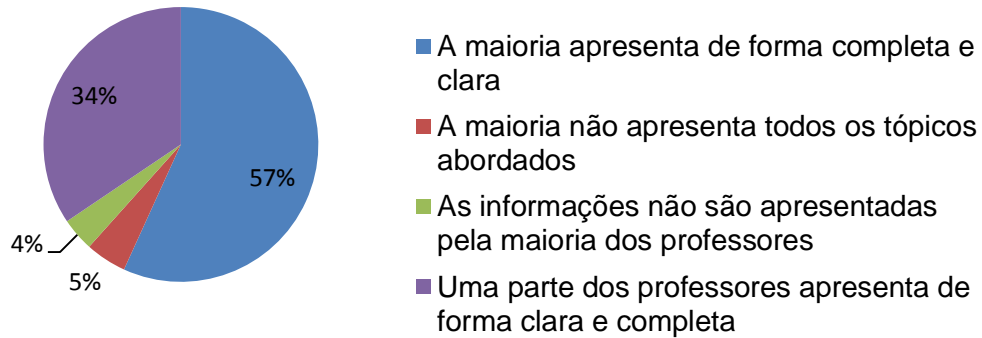 34%
57%
4%
5%
A maioria apresenta de forma completa e
clara
A maioria não apresenta todos os tópicos
abordados
As informações não são apresentadas
pela maioria dos professores
Uma parte dos professores apresenta de
forma clara e completa